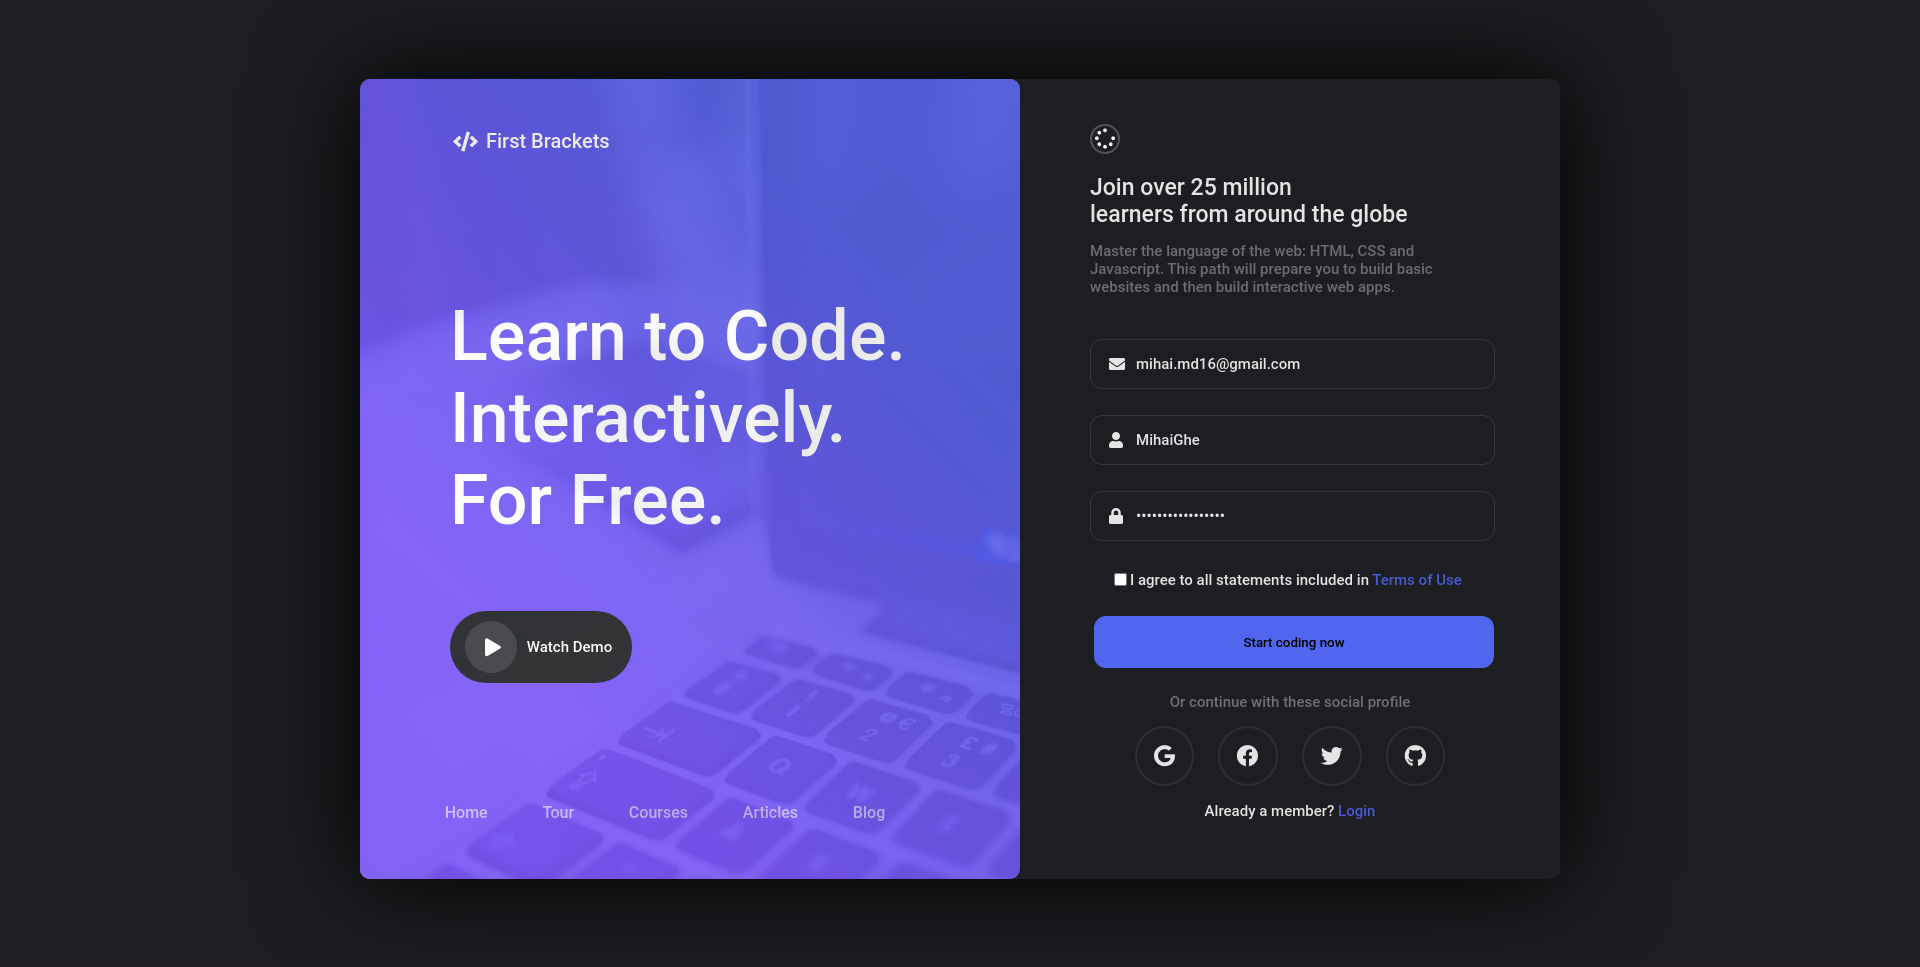 First Brackets
Learn to Code.
Interactively.
For Free.
Watch Demo
Home Tour Courses Articles Blog
Join over 25 million
learners from around the globe
Master the language of the web: HTML, CSS and
Javascript. This path will prepare you to build basic
websites and then build interactive web apps.
mihai.md16@gmail.com
MihaiGhe
•••••••••••••••••
I agree to all statements included in Terms of Use
Start coding now
Or continue with these social profile
Already a member? Login